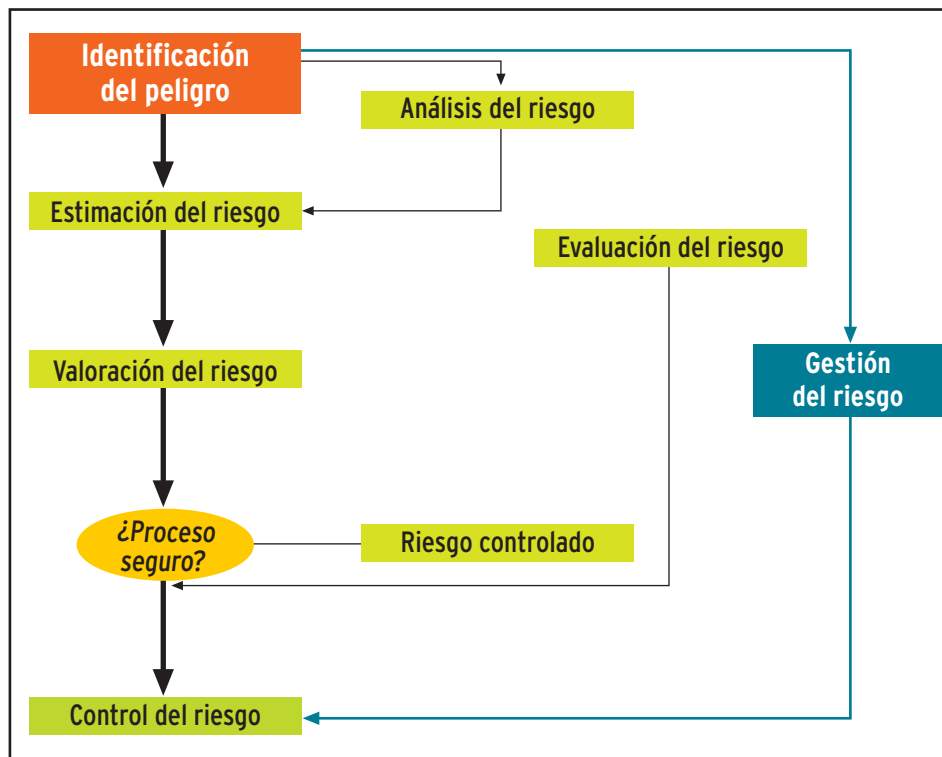 Identificación
del peligro
Análisis del riesgo
Estimación del riesgo
Evaluación del riesgo
Valoración del riesgo
Gestión
del riesgo
¿Proceso
seguro?
Riesgo controlado
Control del riesgo